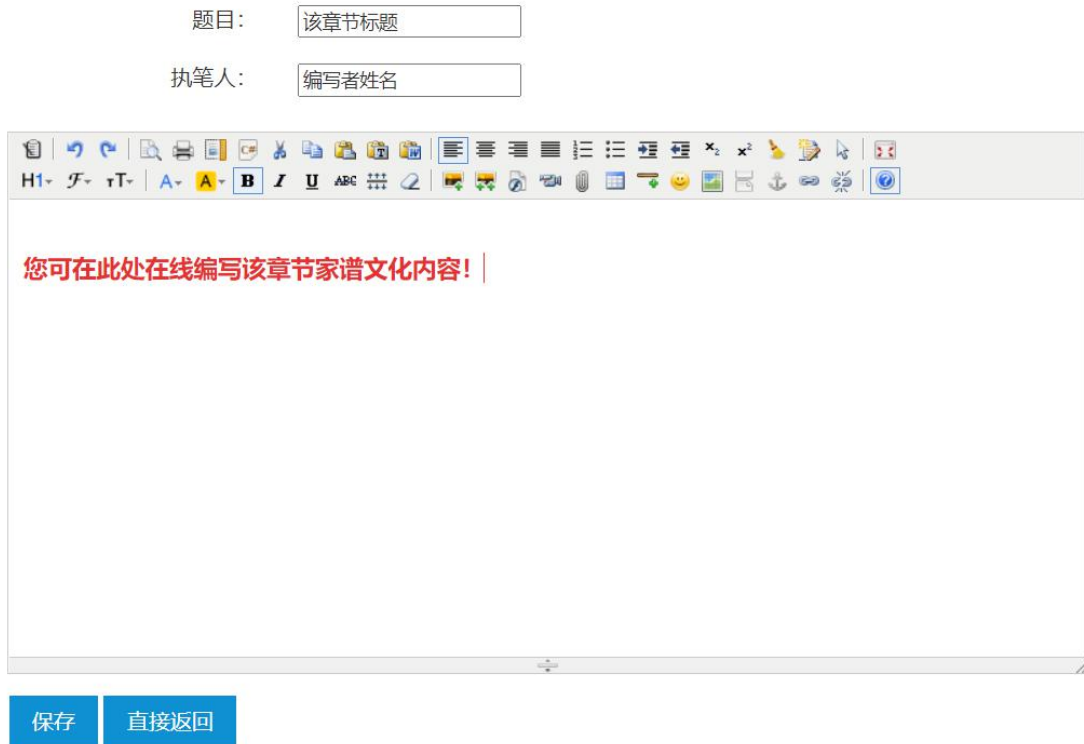 题目： 该章节标题
执笔人： 编写者姓名
H1 F TT A A B I U ABC
您可在此处在线编写该章节家谱文化内容！
保存 直接返回